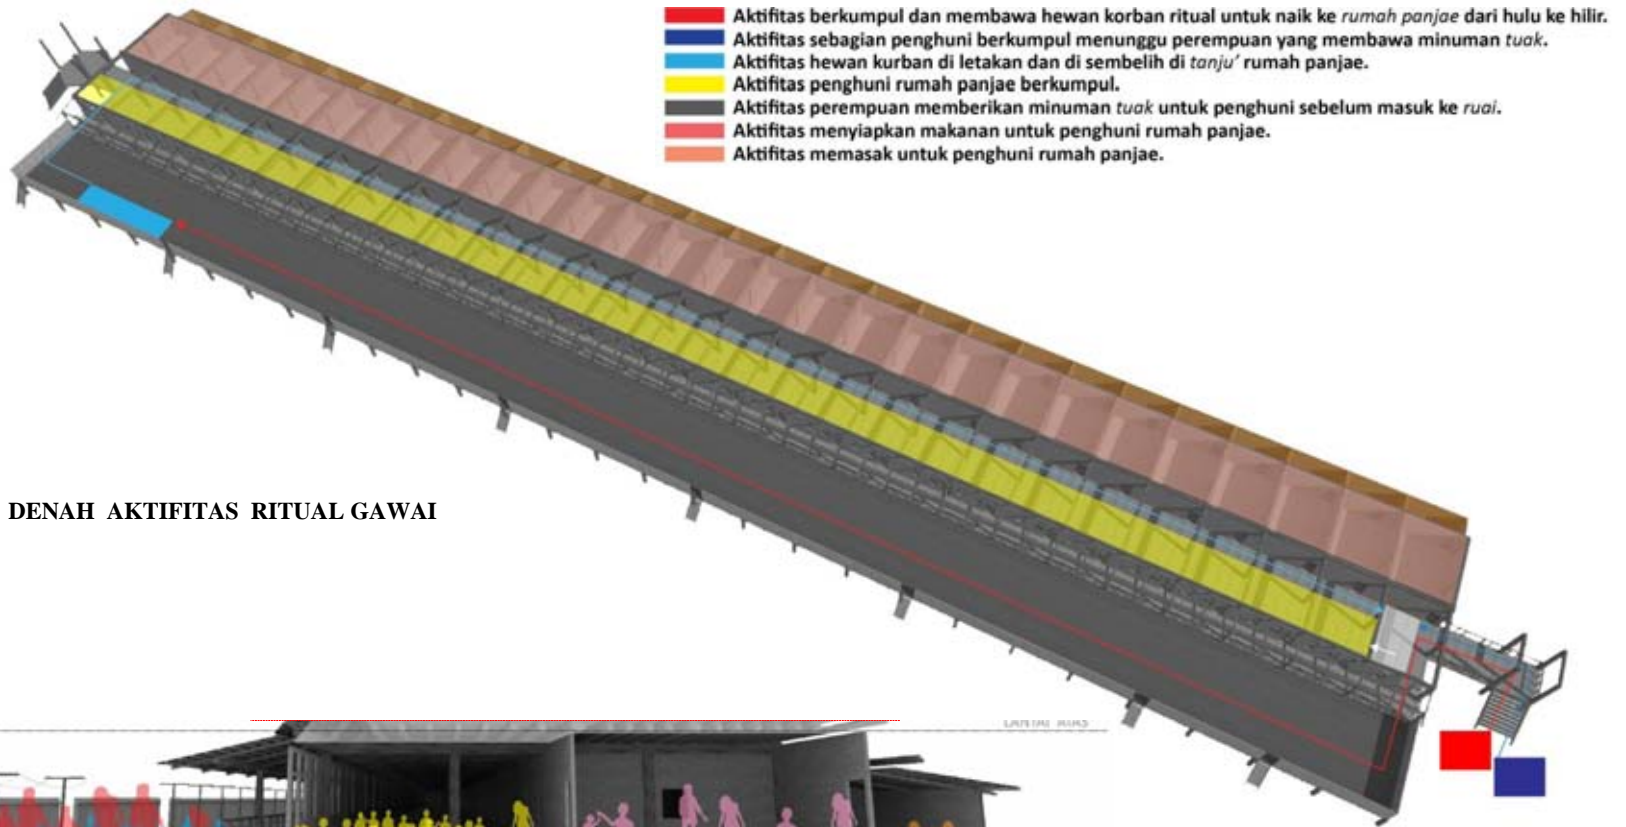 Aktifitas berkumpul dan membawa hewan korban ritual untuk naik ke rumah panjae dari hulu ke hilir.
Aktifitas sebagian penghuni berkumpul menunggu perempuan yang membawa minuman tuak.
Aktifitas hewan kurban di letakan dan di sembelih di tanju’ rumah panjae.
Aktifitas penghuni rumah panjae berkumpul.
Aktifitas perempuan memberikan minuman tuak untuk penghuni sebelum masuk ke ruai.
Aktifitas menyiapkan makanan untuk penghuni rumah panjae.
Aktifitas memasak untuk penghuni rumah panjae.
DENAH AKTIFITAS RITUAL GAWAI
LANTAI ATAS